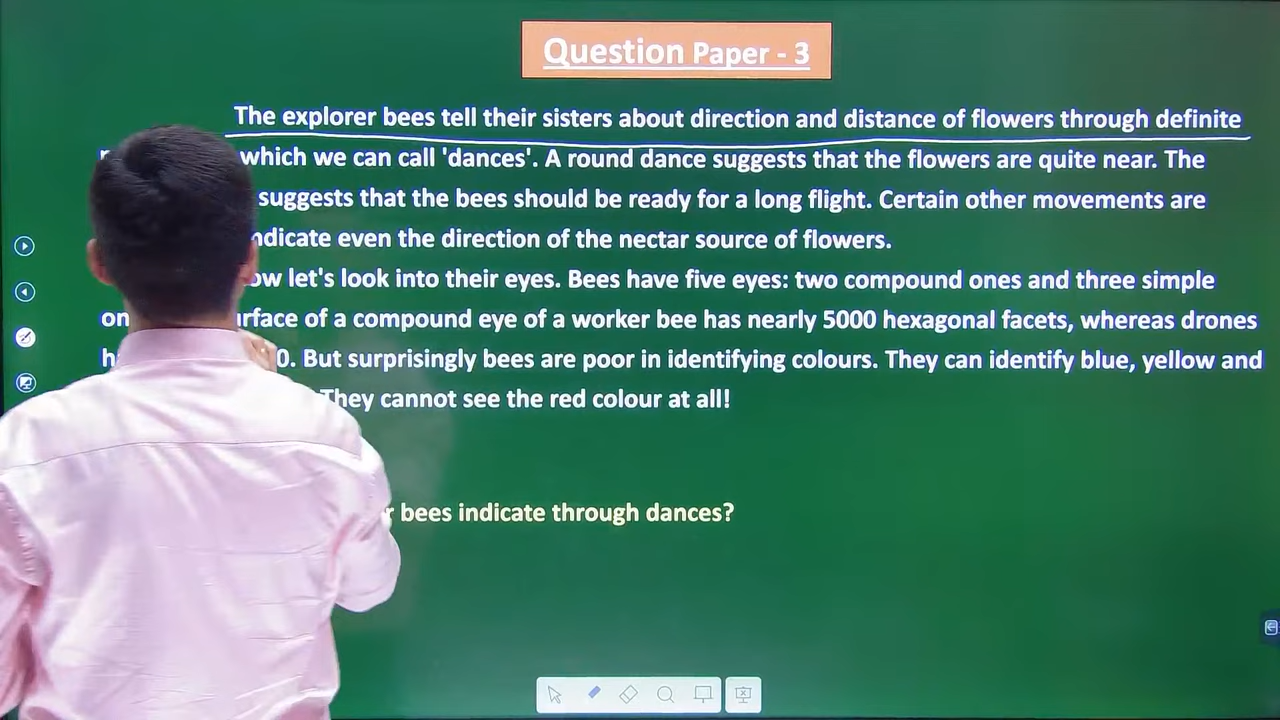 Question Paper - 3
The explorer bees tell their sisters about direction and distance of flowers through definite
which we can call 'dances'. A round dance suggests that the flowers are quite near. The
suggests that the bees should be ready for a long flight. Certain other movements are
indicate even the direction of the nectar source of flowers.
let's look into their eyes. Bees have five eyes: two compound ones and three simple
of a compound eye of a worker bee has nearly 5000 hexagonal facets, whereas drones
But surprisingly bees are poor in identifying colours. They can identify blue, yellow and
They cannot see the red colour at all!
bees indicate through dances?